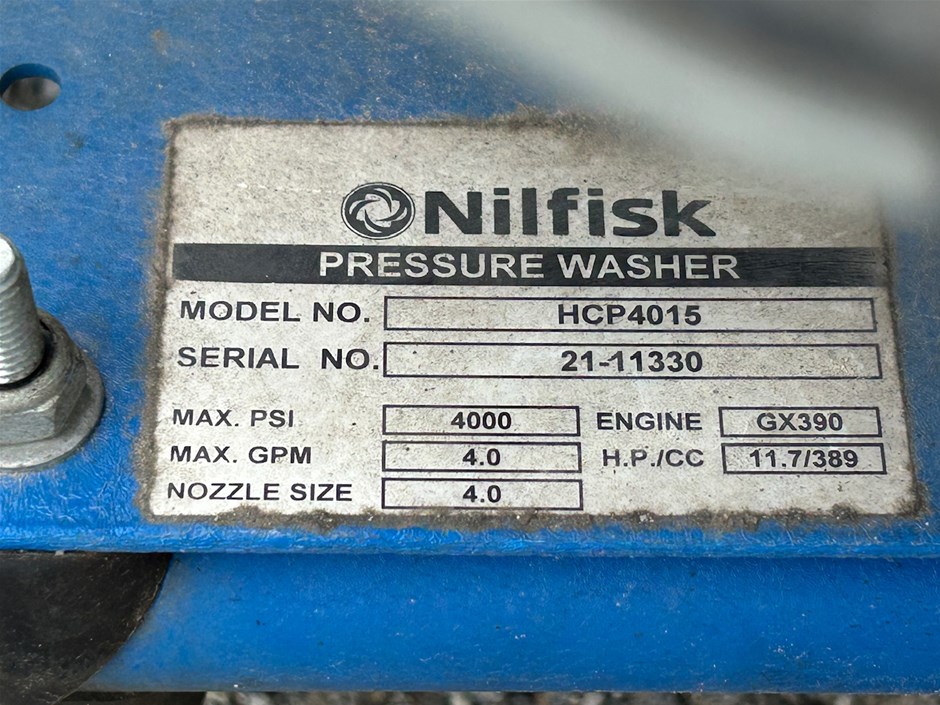 Nilfisk
PRESSURE WASHER
MODEL NO. HCP4015
SERIAL NO. 21-11330
MAX. PSI 4000 ENGINE GX390
MAX. GPM 4.0 H.P./CC 11.7/389
NOZZLE SIZE 4.0